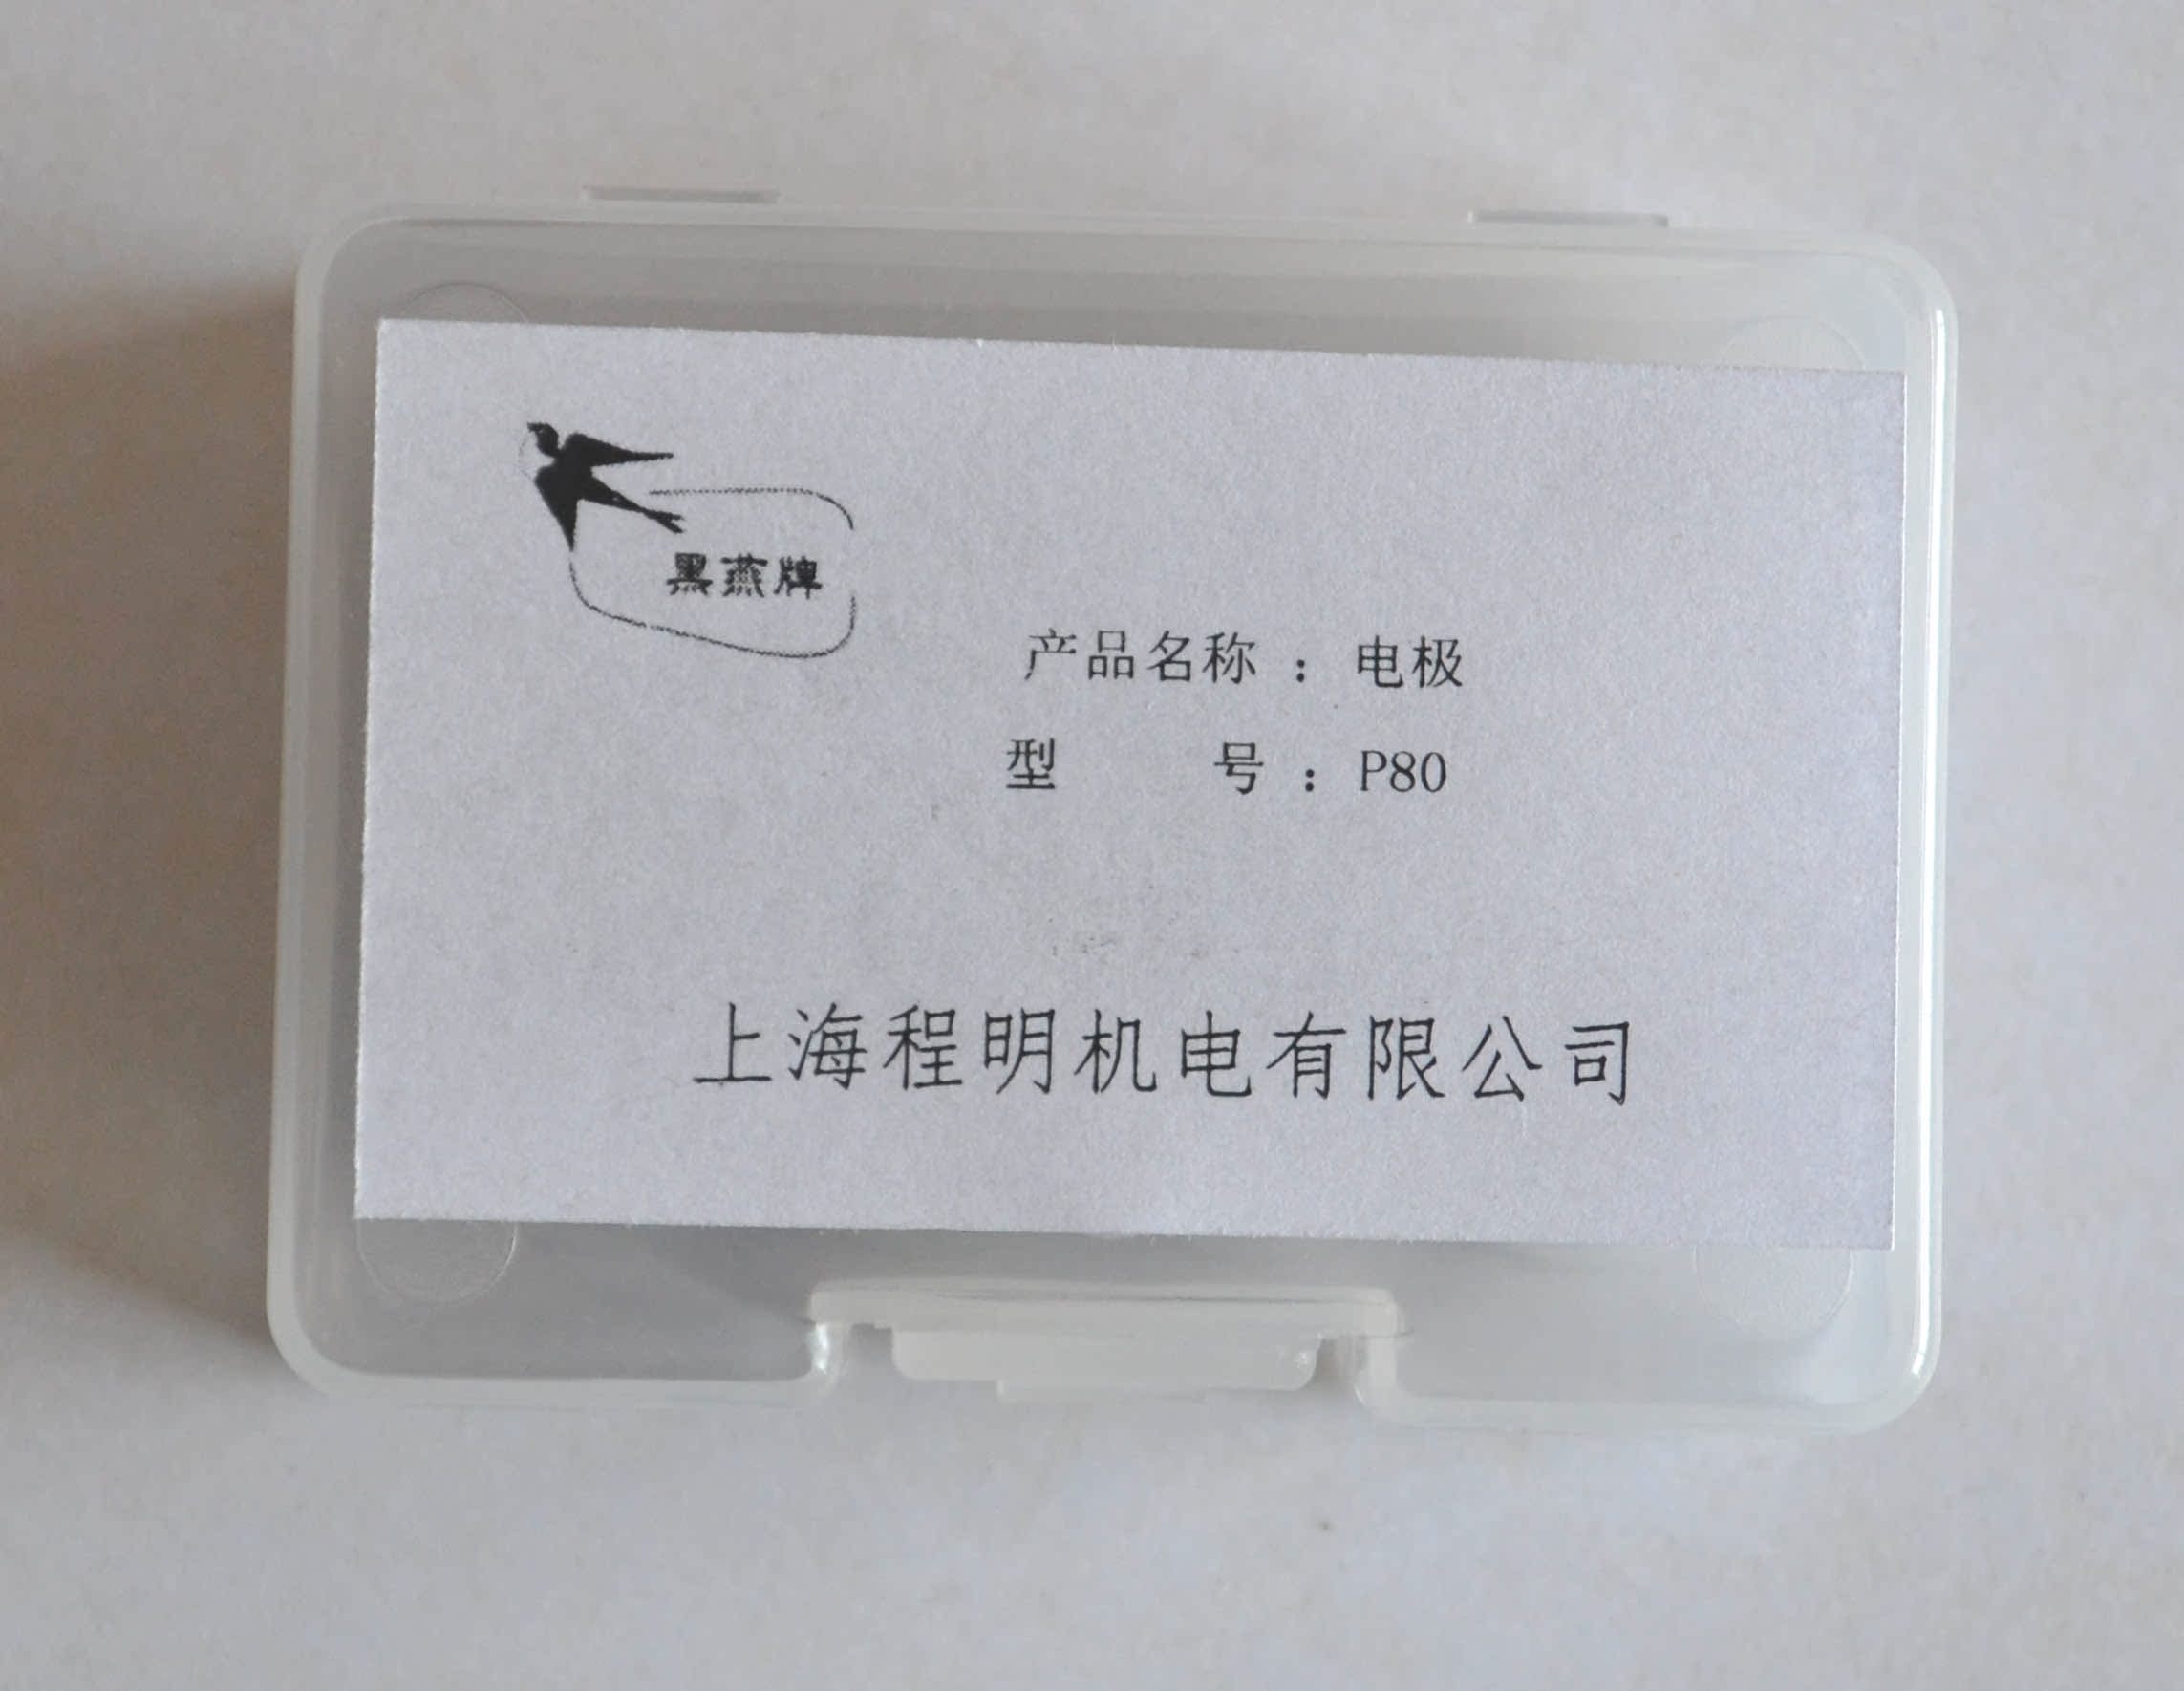 黑燕牌
产品名称：电极
型 号：P80
上海程明机电有限公司